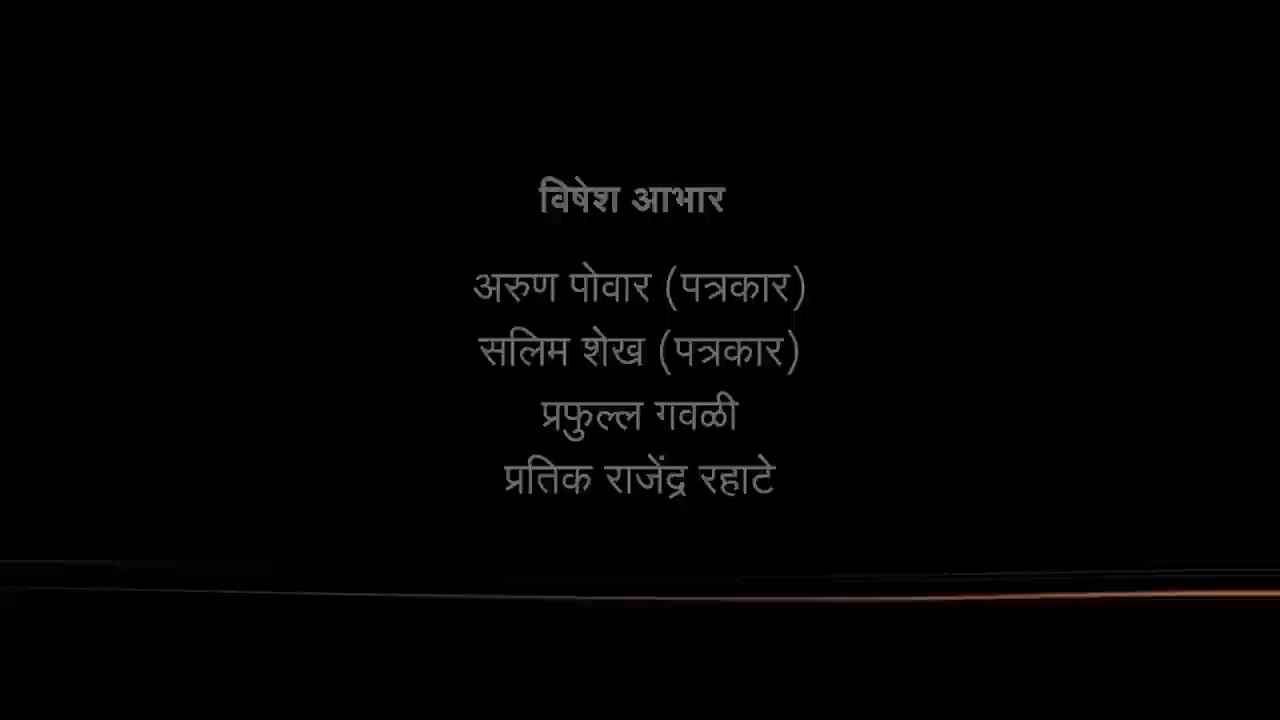 विषेश आभार
अरुण पोवार (पत्रकार)
सलिम शेख (पत्रकार)
प्रफुल्ल गवळी
प्रतिक राजेंद्र रहाटे